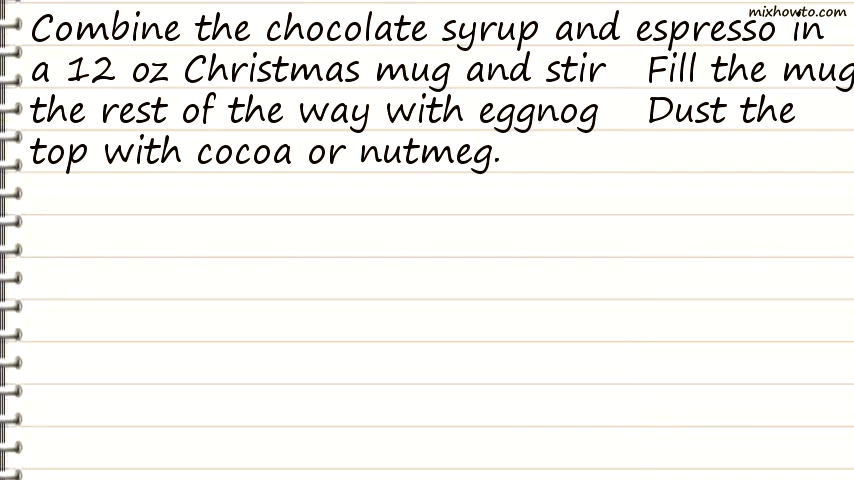 mixhowto.com
Combine the chocolate syrup and espresso in
a 12 oz Christmas mug and stir   Fill the mug
the rest of the way with eggnog   Dust the
top with cocoa or nutmeg.